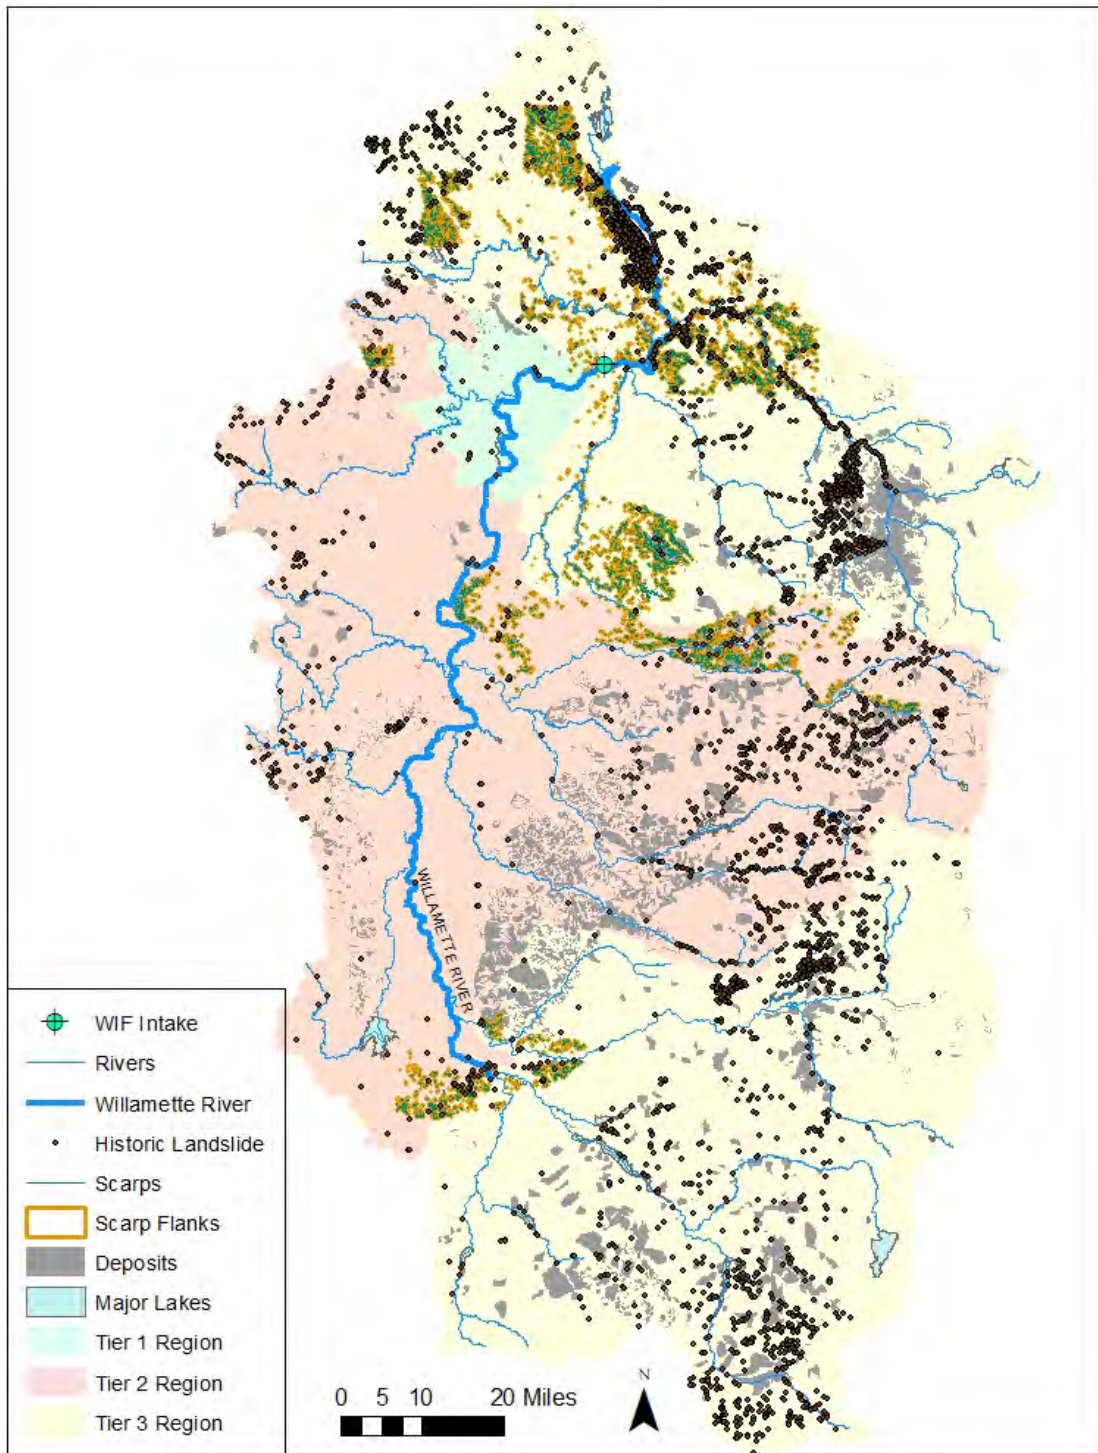 WILLAMETTE RIVER
WIF Intake
Rivers
Willamette River
Historic Landslide
Scarps
Scarp Flanks
Deposits
Major Lakes
Tier 1 Region
Tier 2 Region
Tier 3 Region
0 5 10 20 Miles
N